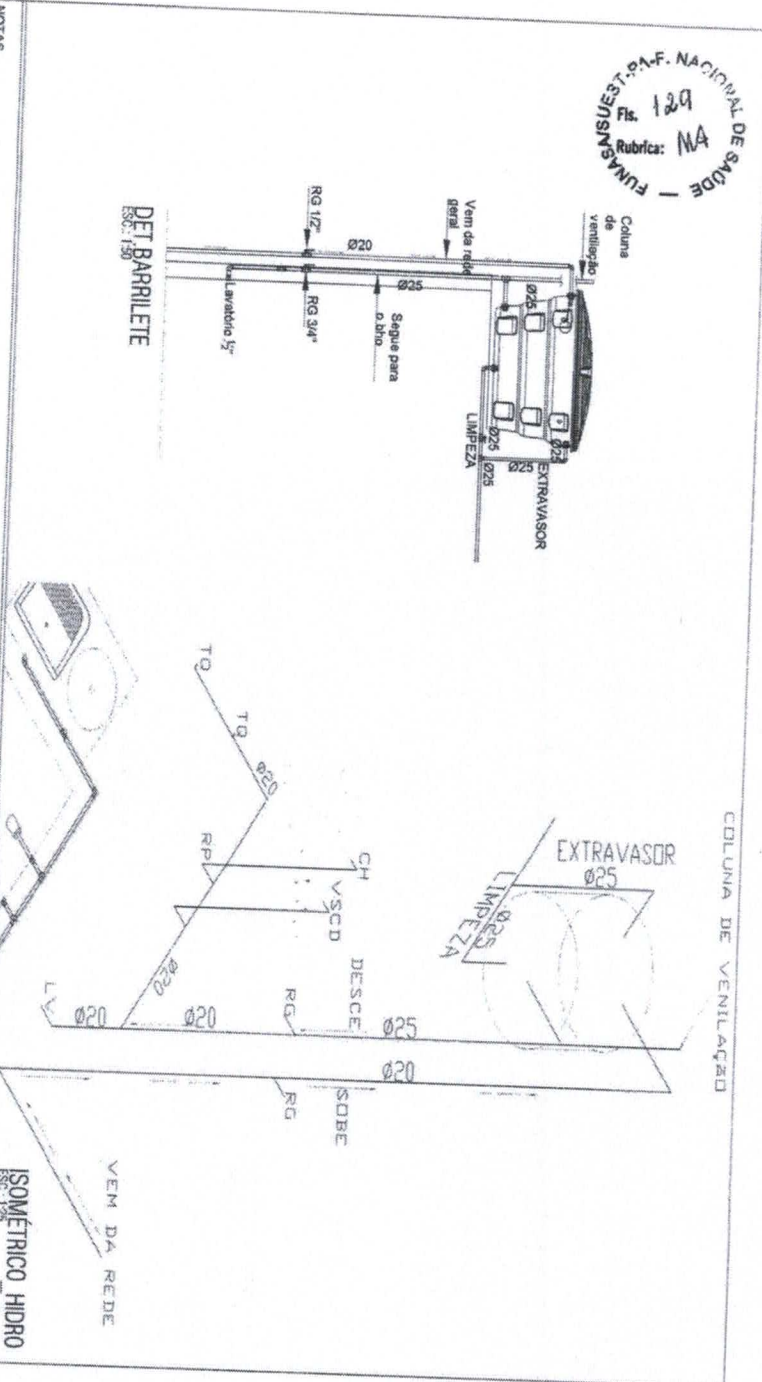 FUNASA/SUEST-PA-F. NACIONAL DE SAÚDE —
Fls. 129
Rubrica: MA
Coluna
de
ventilação
Vem da rede
geral
Ø20
RG 1/2"
Ø25
Ø25
RG 3/4"
Segue para
o bho
Lavatório ½"
Ø25
Ø25
LIMPEZA
Ø25
Ø25
EXTRAVASOR
DET.BARRILETE
ESC: 1:50
COLUNA DE VENILAÇÃO
EXTRAVASOR
Ø25
Ø25
LIMPEZA
TQ
TQ
Ø20
CH
RP
VSCD
Ø20
DESCE
RG
Ø25
LV
Ø20
Ø20
Ø20
SOBE
RG
VEM DA REDE
ISOMÉTRICO HIDRO
ESC: 1:25
NOTAS